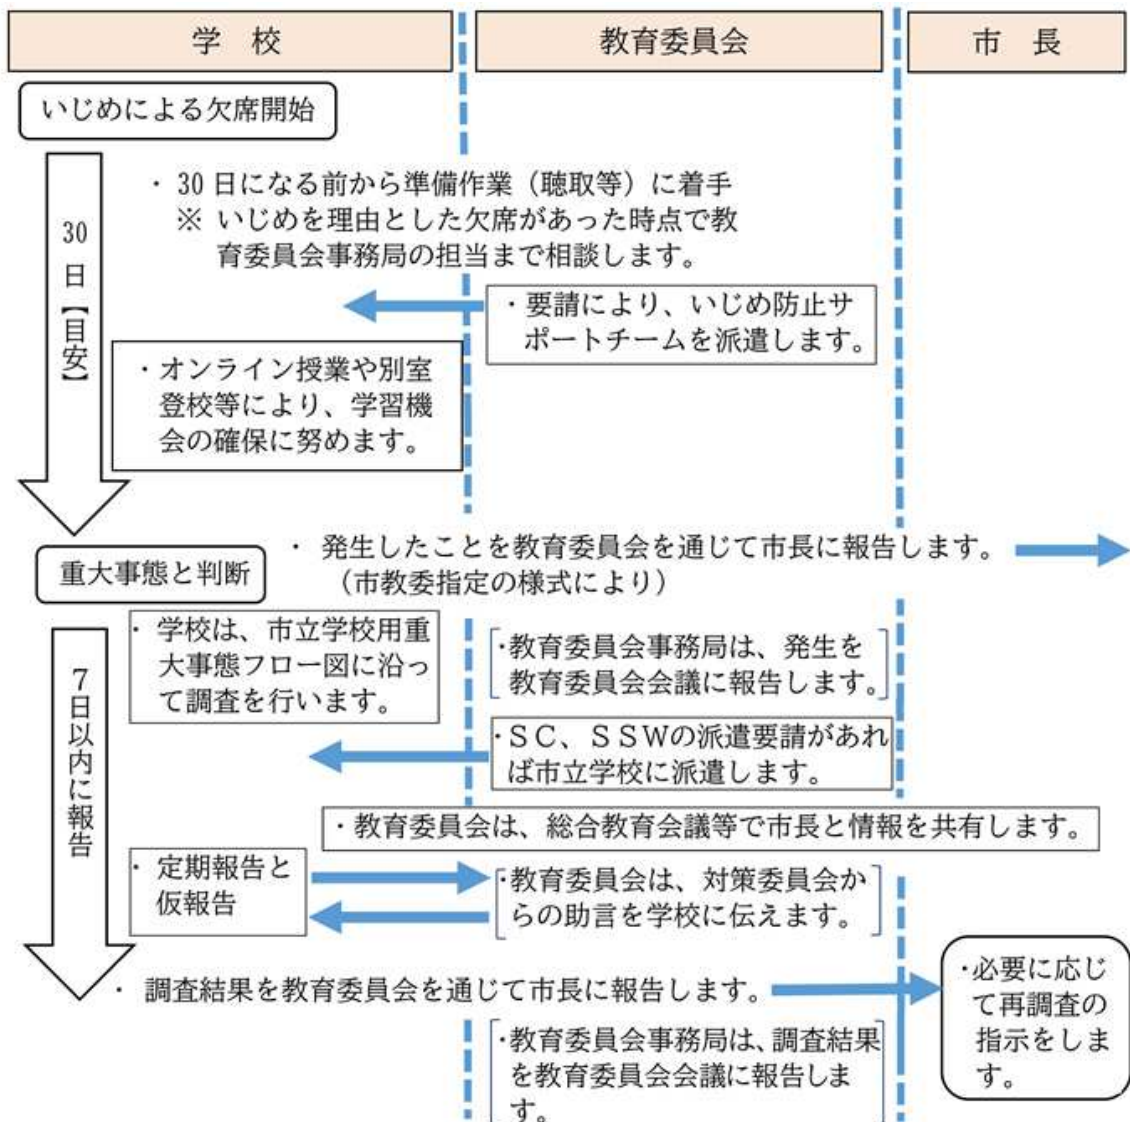 学　校
教育委員会
市　長
いじめによる欠席開始
30日【目安】
・ 30日になる前から準備作業（聴取等）に着手
※ いじめを理由とした欠席があった時点で教
育委員会事務局の担当まで相談します。
・要請により、いじめ防止サ
ポートチームを派遣します。
・オンライン授業や別室
登校等により、学習機
会の確保に努めます。
重大事態と判断
・ 発生したことを教育委員会を通じて市長に報告します。
（市教委指定の様式により）
7日以内に報告
・ 学校は、市立学校用重
大事態フロー図に沿っ
て調査を行います。
・教育委員会事務局は、発生を
教育委員会会議に報告します。
・ＳＣ、ＳＳＷの派遣要請があれ
ば市立学校に派遣します。
・教育委員会は、総合教育会議等で市長と情報を共有します。
・ 定期報告と
仮報告
・教育委員会は、対策委員会か
らの助言を学校に伝えます。
・ 調査結果を教育委員会を通じて市長に報告します。
・必要に応じ
て再調査の
指示をしま
す。
・教育委員会事務局は、調査結果
を教育委員会会議に報告しま
す。